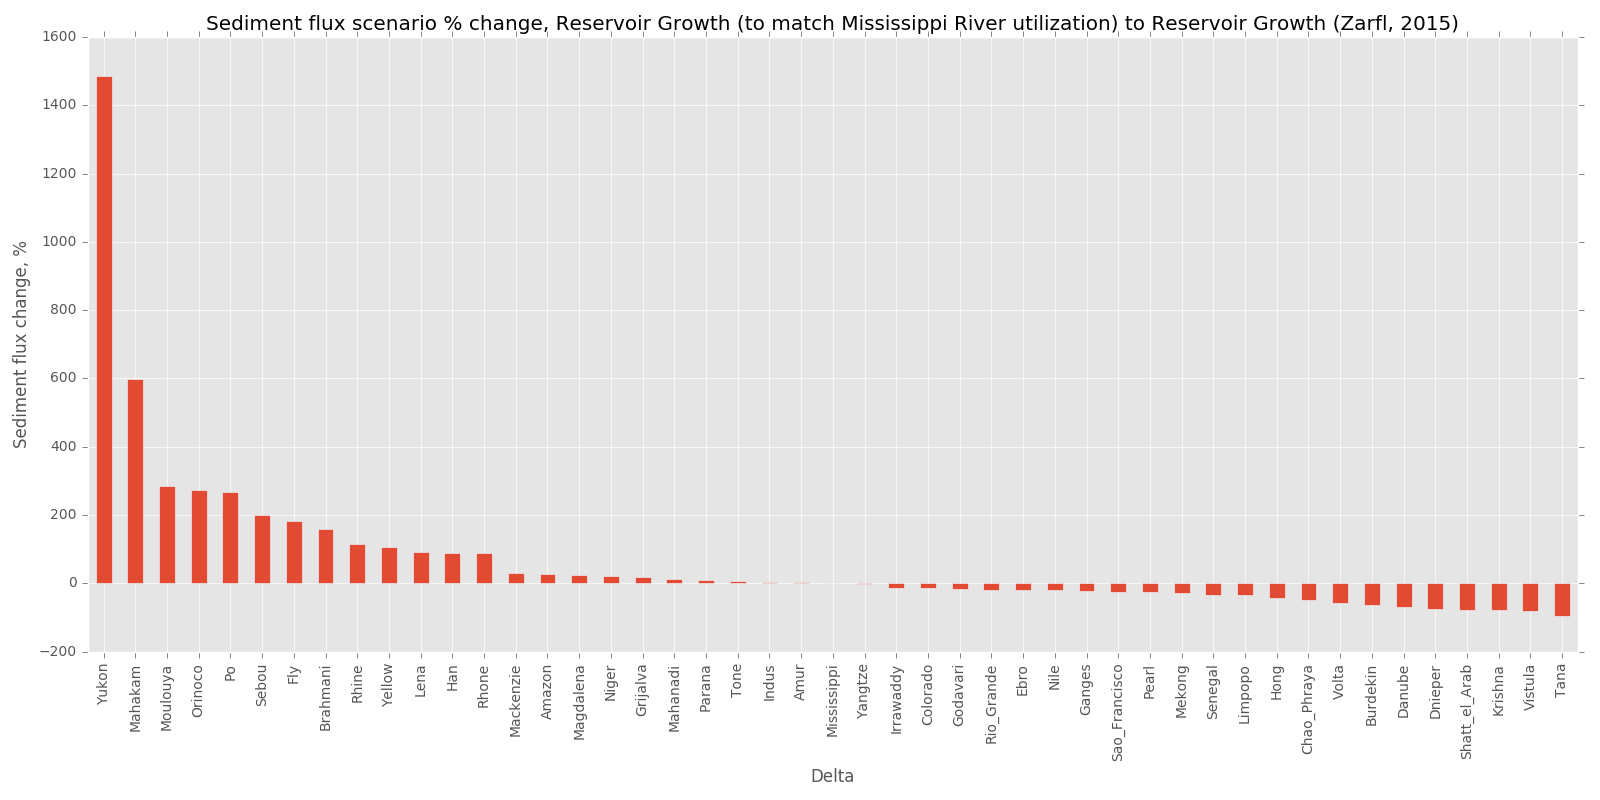 Sediment flux scenario % change, Reservoir Growth (to match Mississippi River utilization) to Reservoir Growth (Zarfl, 2015)
Sediment flux change, %
1600
1400
1200
1000
800
600
400
200
0
−200
Yukon
Mahakam
Moulouya
Orinoco
Po
Sebou
Fly
Brahmani
Rhine
Yellow
Lena
Han
Rhone
Mackenzie
Amazon
Magdalena
Niger
Grijalva
Mahanadi
Parana
Tone
Indus
Amur
Mississippi
Yangtze
Irrawaddy
Colorado
Godavari
Rio_Grande
Ebro
Nile
Ganges
Sao_Francisco
Pearl
Mekong
Senegal
Limpopo
Hong
Chao_Phraya
Volta
Burdekin
Danube
Dnieper
Shatt_el_Arab
Krishna
Vistula
Tana
Delta